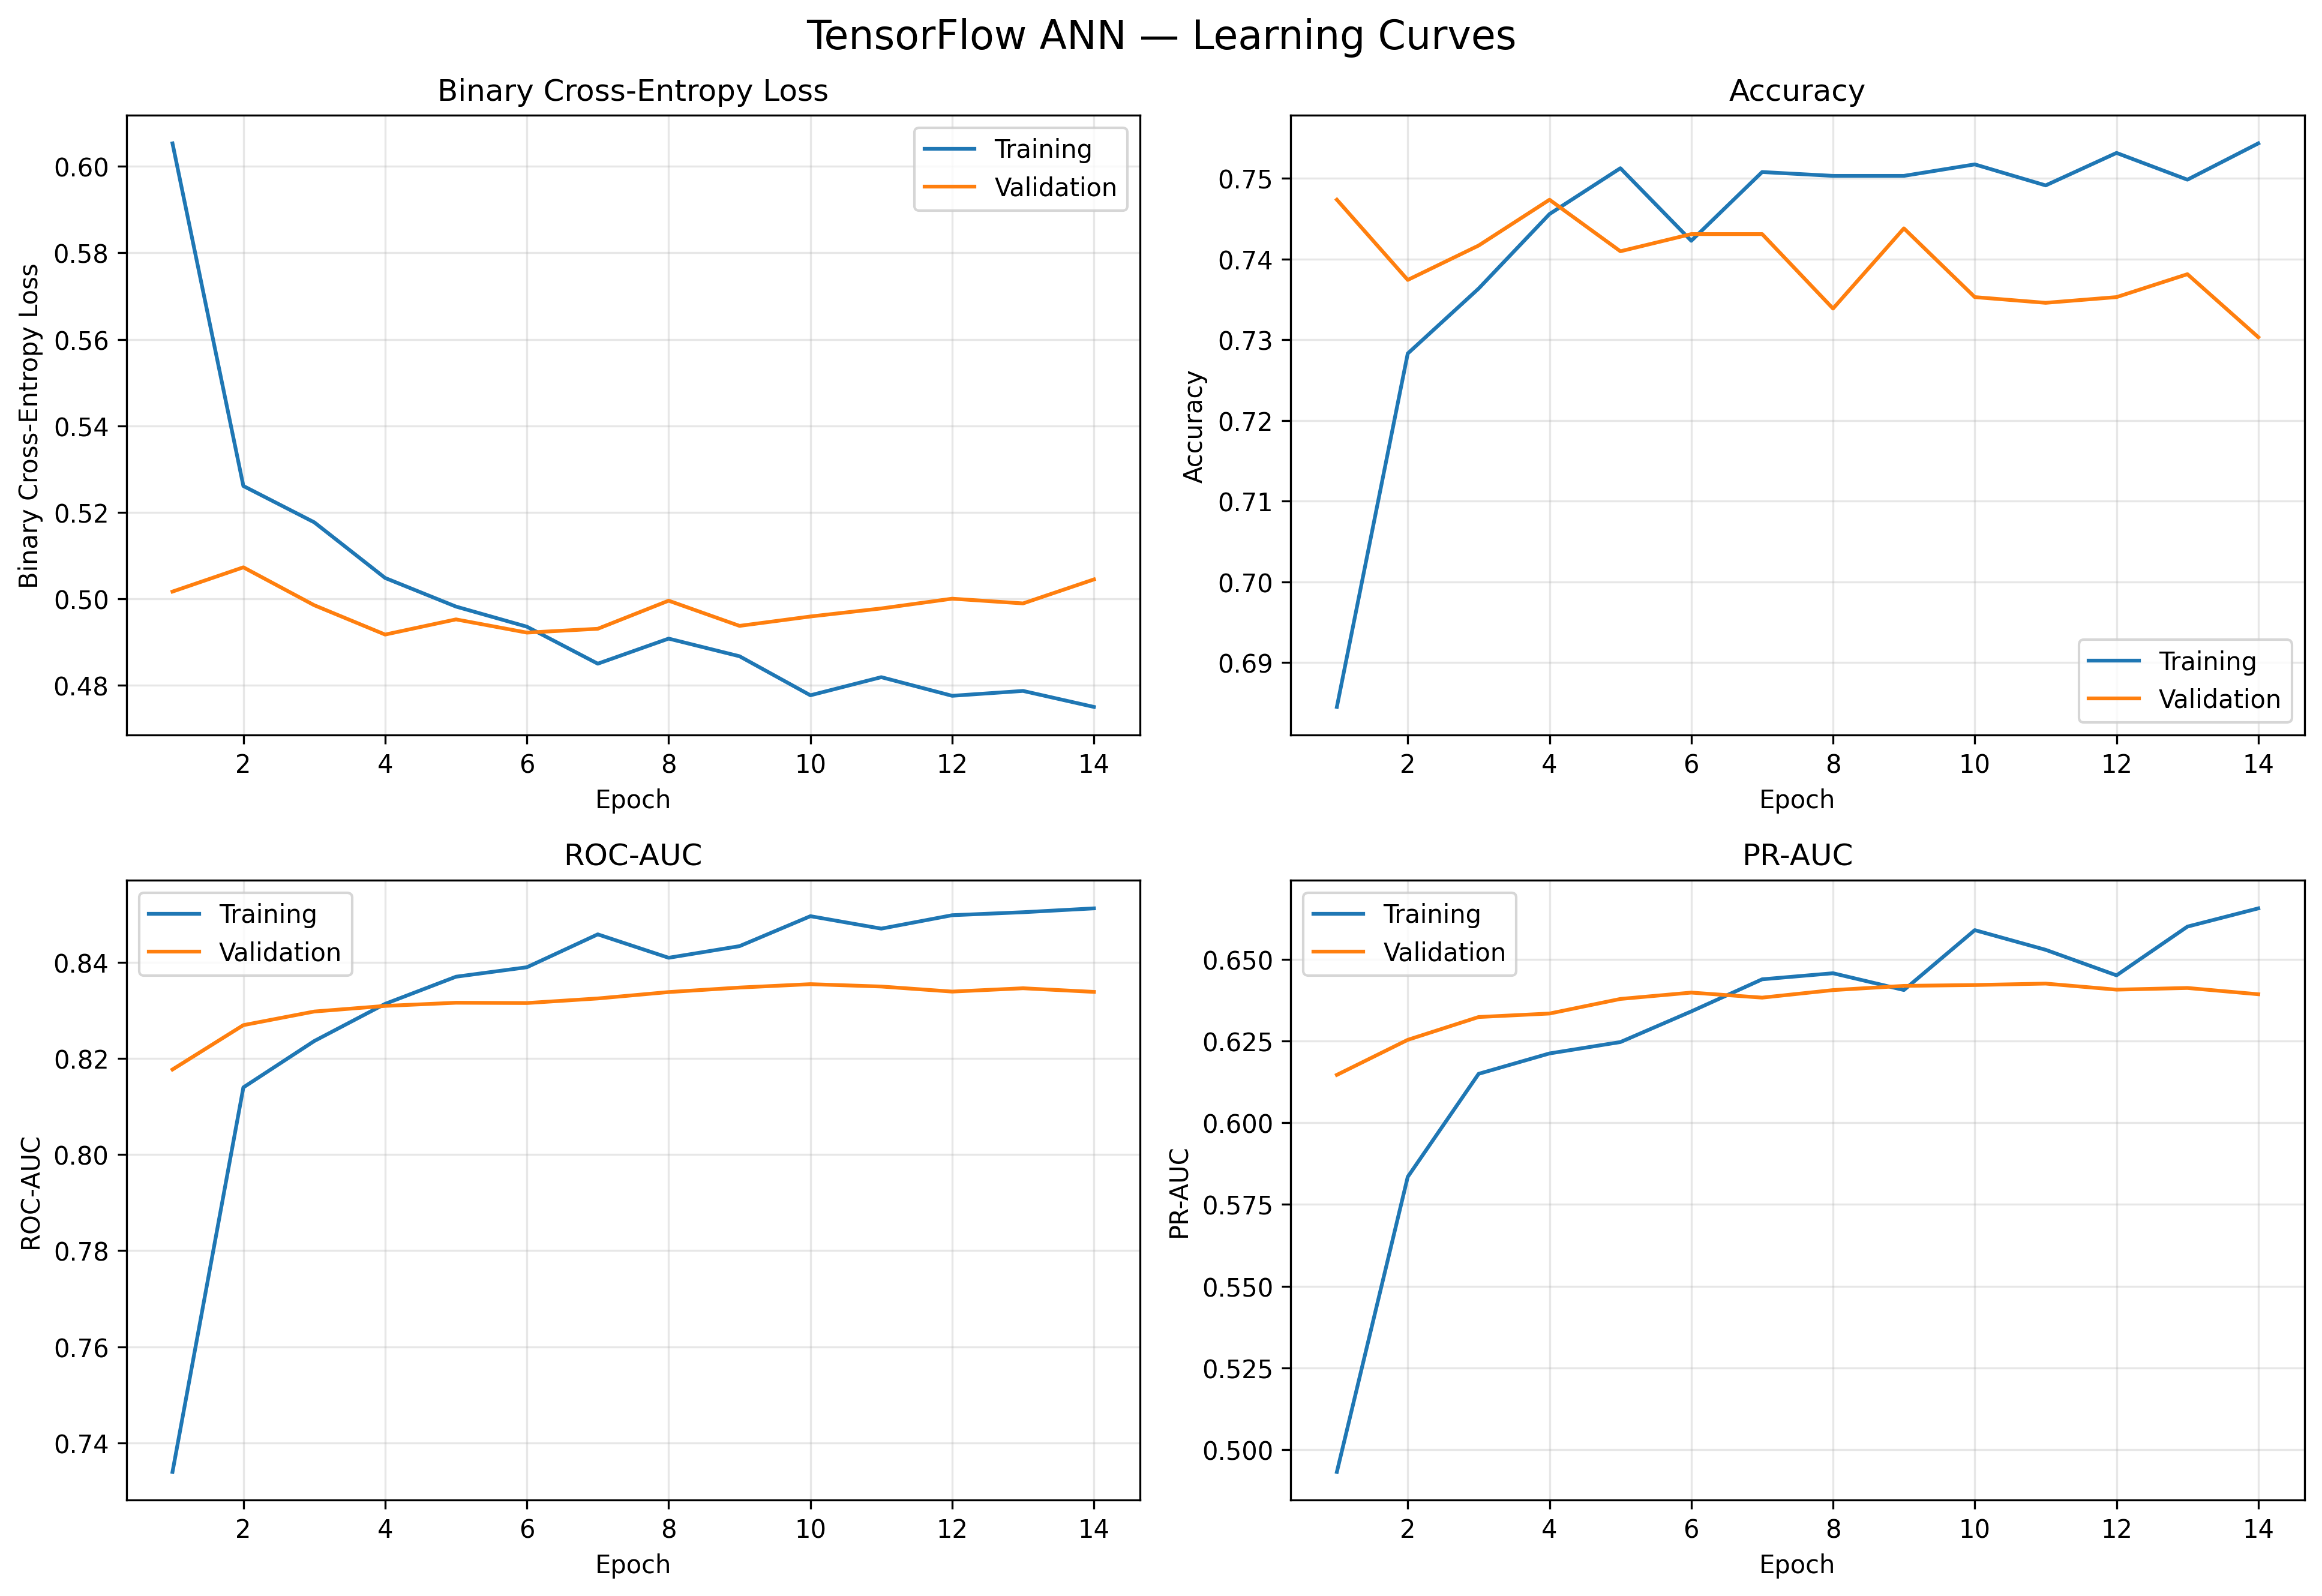 TensorFlow ANN — Learning Curves
Binary Cross-Entropy Loss
Binary Cross-Entropy Loss
0.60
0.58
0.56
0.54
0.52
0.50
0.48
Training
Validation
2 4 6 8 10 12 14
Epoch
Accuracy
Accuracy
0.75
0.74
0.73
0.72
0.71
0.70
0.69
Training
Validation
2 4 6 8 10 12 14
Epoch
ROC-AUC
ROC-AUC
0.84
0.82
0.80
0.78
0.76
0.74
Training
Validation
2 4 6 8 10 12 14
Epoch
PR-AUC
PR-AUC
0.650
0.625
0.600
0.575
0.550
0.525
0.500
Training
Validation
2 4 6 8 10 12 14
Epoch